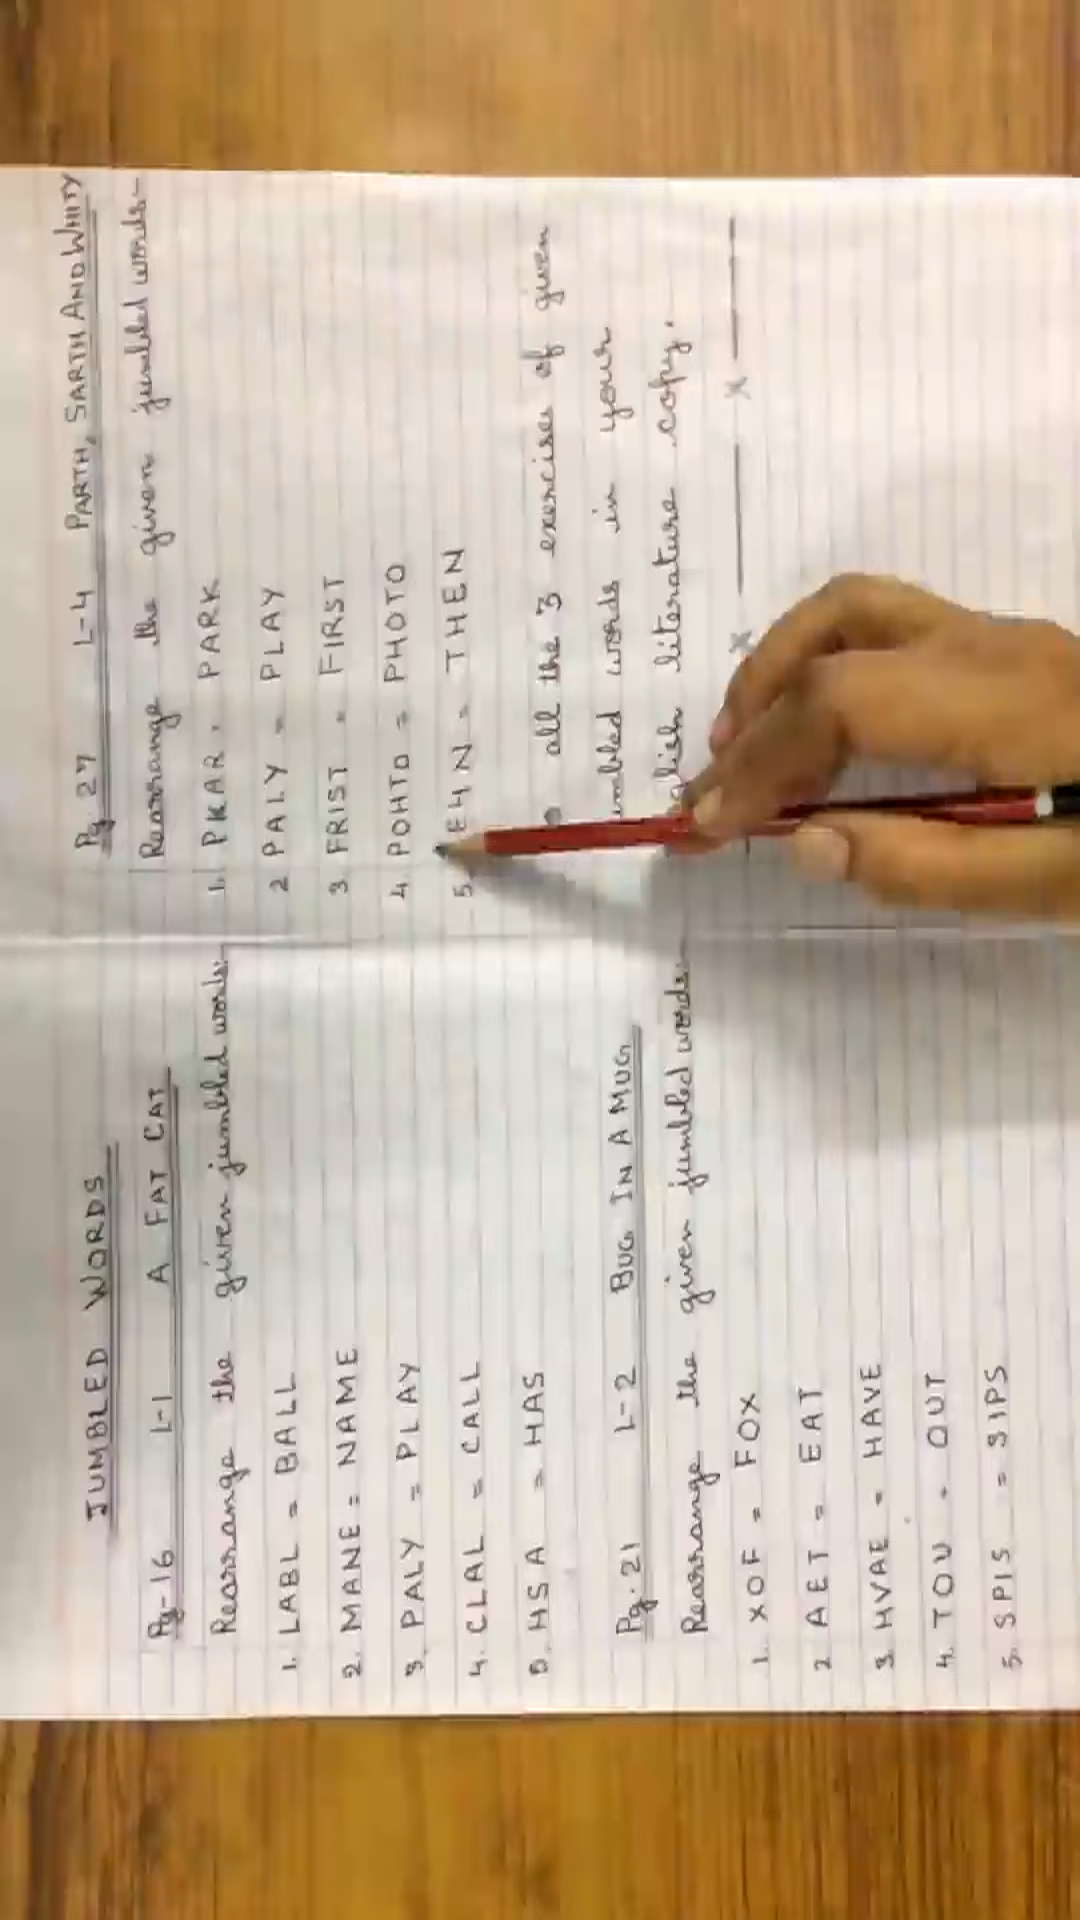 JUMBLED WORDS
Pg-16 L-1 A FAT CAT
Rearrange the given jumbled words:-
1. LABL = BALL
2. MANE = NAME
3. PALY = PLAY
4. CLAL = CALL
5. HSA = HAS
Pg. 21 L-2 BUG IN A MUG
Rearrange the given jumbled words:-
1. XOF = FOX
2 AET = EAT
3. HVAE = HAVE
4. TOU = OUT
5. SPIS = SIPS
Pg. 27 L-4 PARTH, SARTH AND WHITY
Rearrange the given jumbled words-
1. PKAR = PARK
2 PALY = PLAY
3 FRIST = FIRST
4. POHTO = PHOTO
5. EHN = THEN
all the 3 exercises of given
words in your
literature copy.
x x